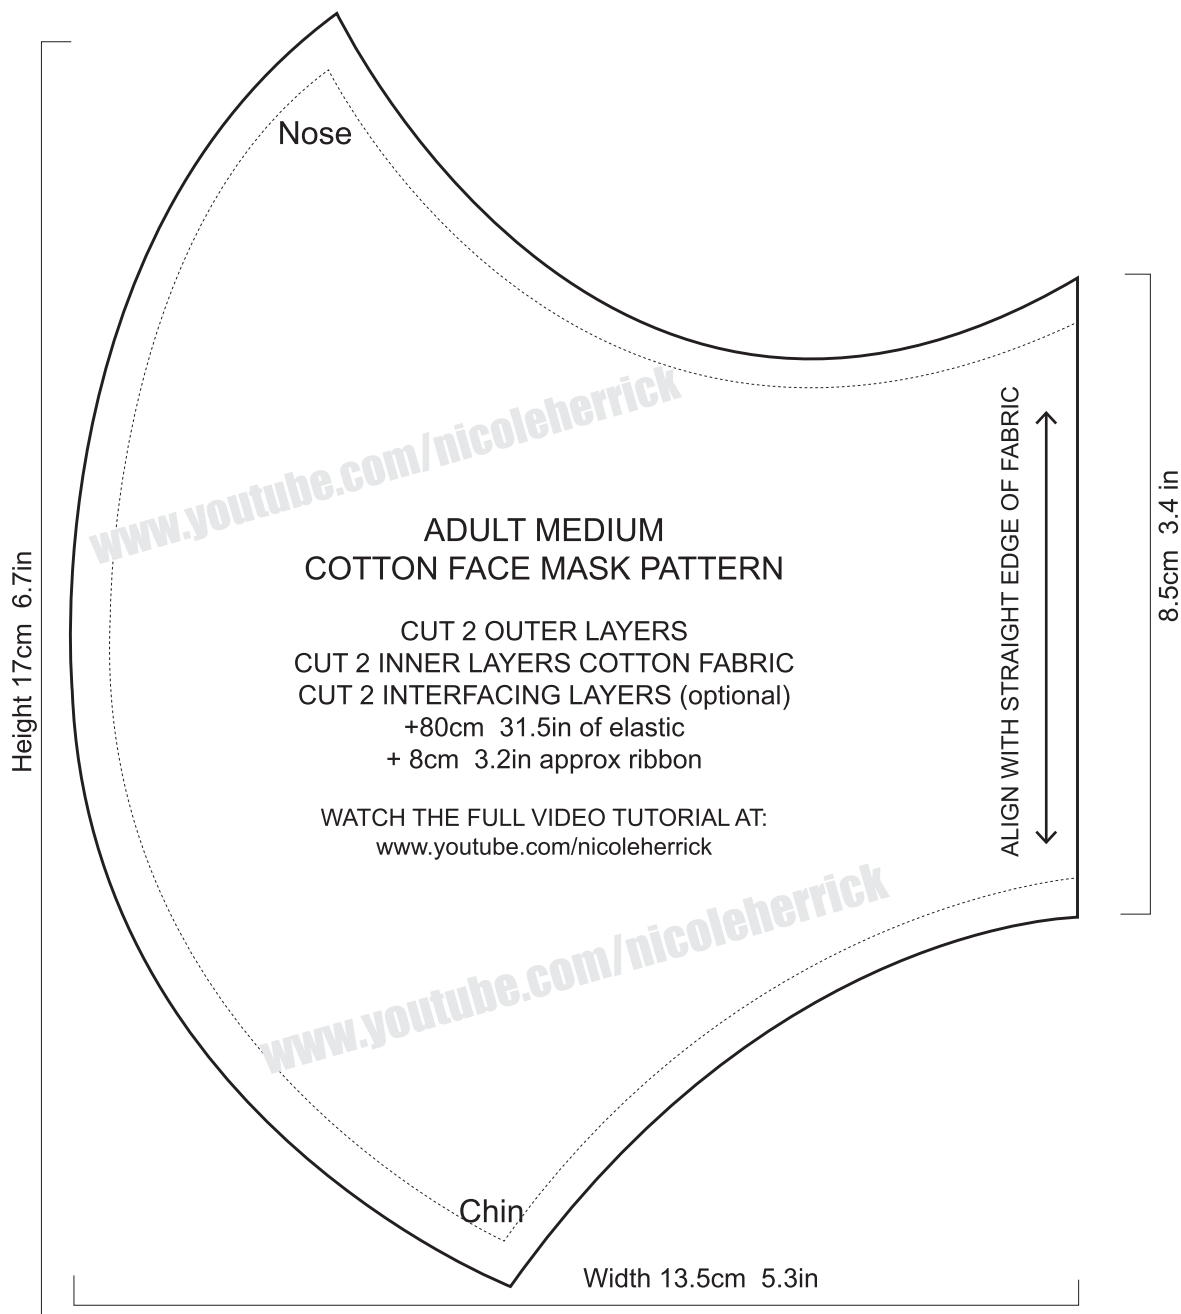 Nose
www.youtube.com/nicoleherrick
ADULT MEDIUM
COTTON FACE MASK PATTERN
CUT 2 OUTER LAYERS
CUT 2 INNER LAYERS COTTON FABRIC
CUT 2 INTERFACING LAYERS (optional)
+80cm  31.5in of elastic
+ 8cm  3.2in approx ribbon
WATCH THE FULL VIDEO TUTORIAL AT:
www.youtube.com/nicoleherrick
www.youtube.com/nicoleherrick
Chin
Height 17cm  6.7in
ALIGN WITH STRAIGHT EDGE OF FABRIC
8.5cm  3.4 in
Width 13.5cm  5.3in